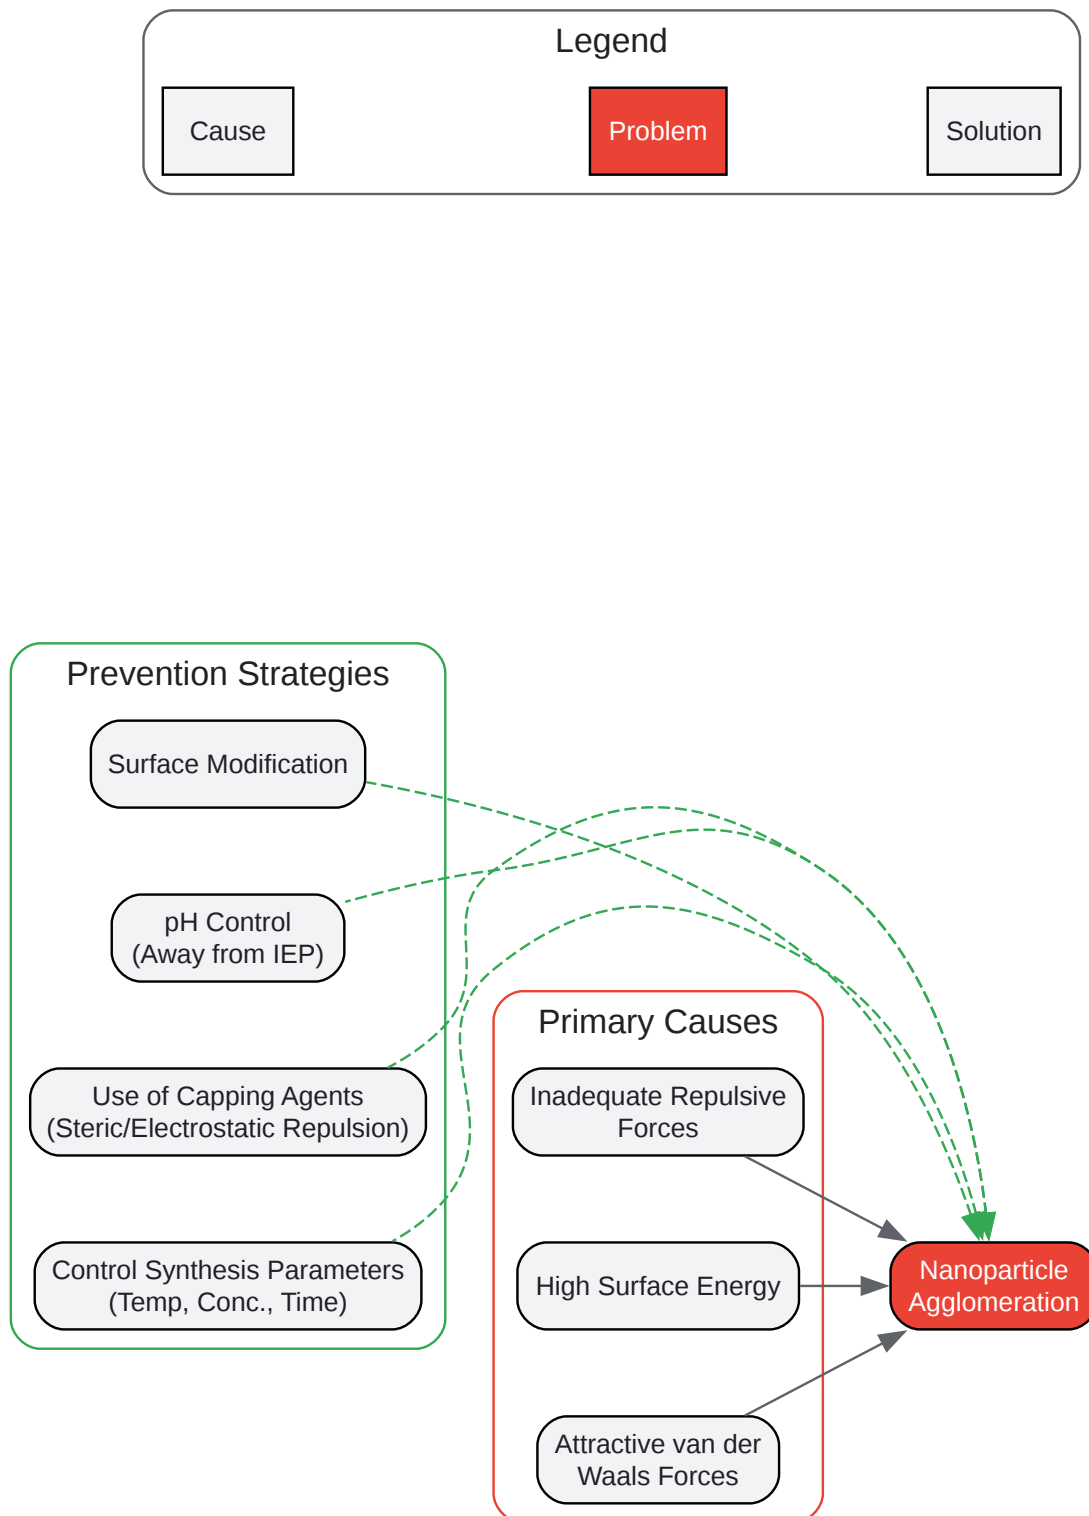 Legend
Cause
Problem
Solution
Prevention Strategies
Surface Modification
pH Control
(Away from IEP)
Use of Capping Agents
(Steric/Electrostatic Repulsion)
Control Synthesis Parameters
(Temp, Conc., Time)
Primary Causes
Inadequate Repulsive
Forces
High Surface Energy
Attractive van der
Waals Forces
Nanoparticle
Agglomeration